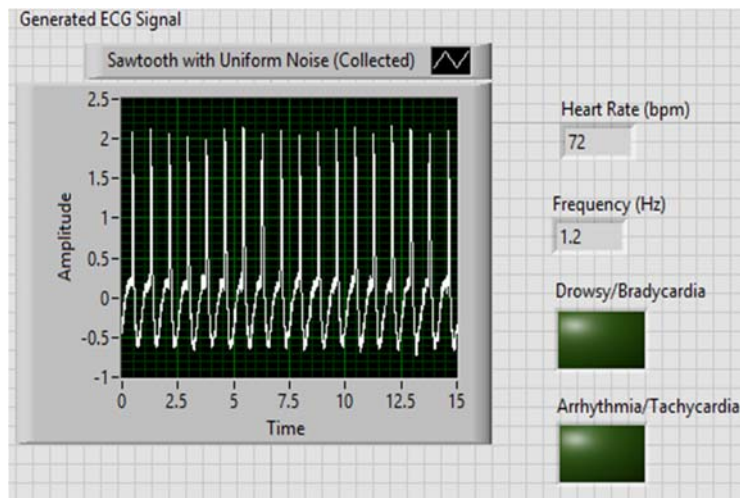 Generated ECG Signal
Sawtooth with Uniform Noise (Collected)
2.5
2
1.5
1
0.5
0
-0.5
-1
Amplitude
0 2.5 5 7.5 10 12.5 15
Time
Heart Rate (bpm)
72
Frequency (Hz)
1.2
Drowsy/Bradycardia
Arrhythmia/Tachycardia